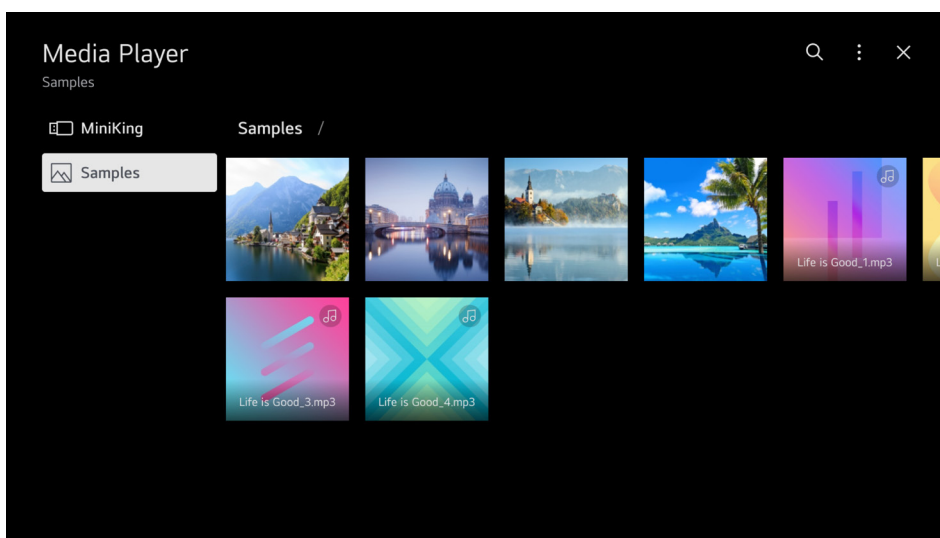 Media Player
Samples
MiniKing
Samples /
Samples
Life is Good_1.mp3
Life is Good_3.mp3
Life is Good_4.mp3